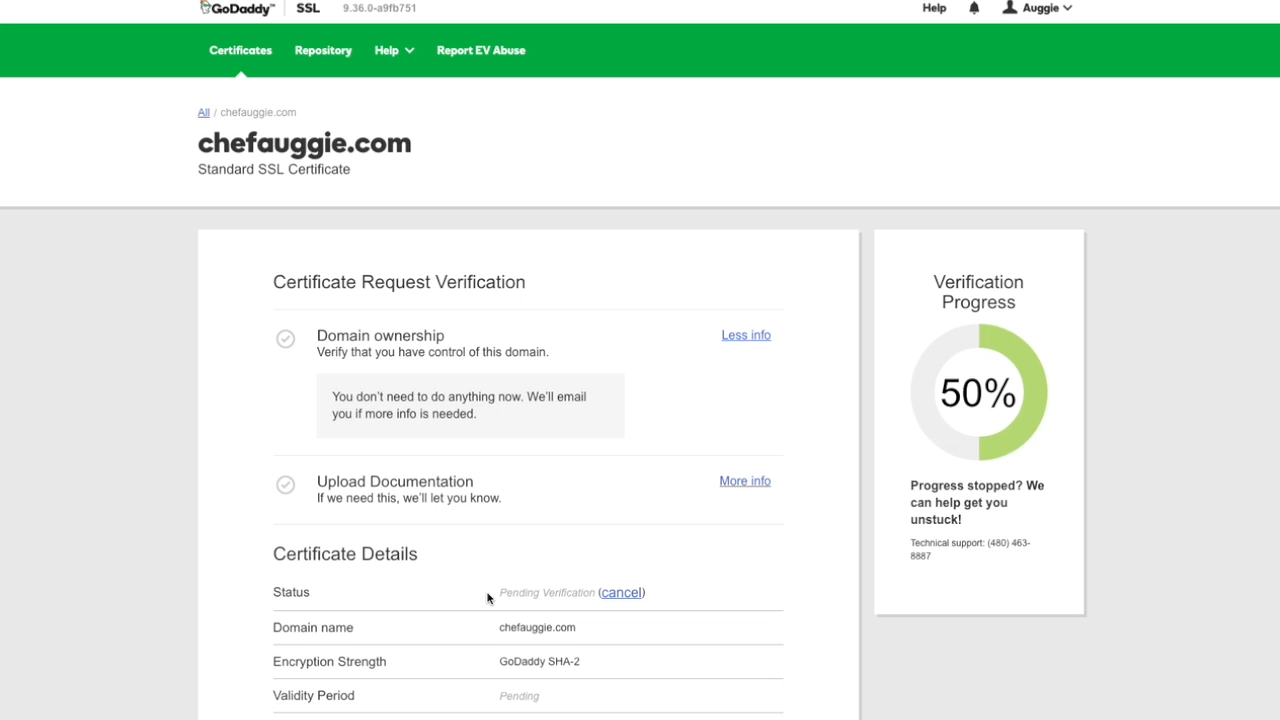 GoDaddy™ SSL 9.36.0-a9fb751 Help Auggie
Certificates Repository Help Report EV Abuse
All / chefauggie.com
chefauggie.com
Standard SSL Certificate
Certificate Request Verification
Domain ownership Less info
Verify that you have control of this domain.
You don't need to do anything now. We'll email
you if more info is needed.
Upload Documentation More info
If we need this, we'll let you know.
Certificate Details
Status Pending Verification (cancel)
Domain name chefauggie.com
Encryption Strength GoDaddy SHA-2
Validity Period Pending
Verification
Progress
50%
Progress stopped? We
can help get you
unstuck!
Technical support: (480) 463-
8887